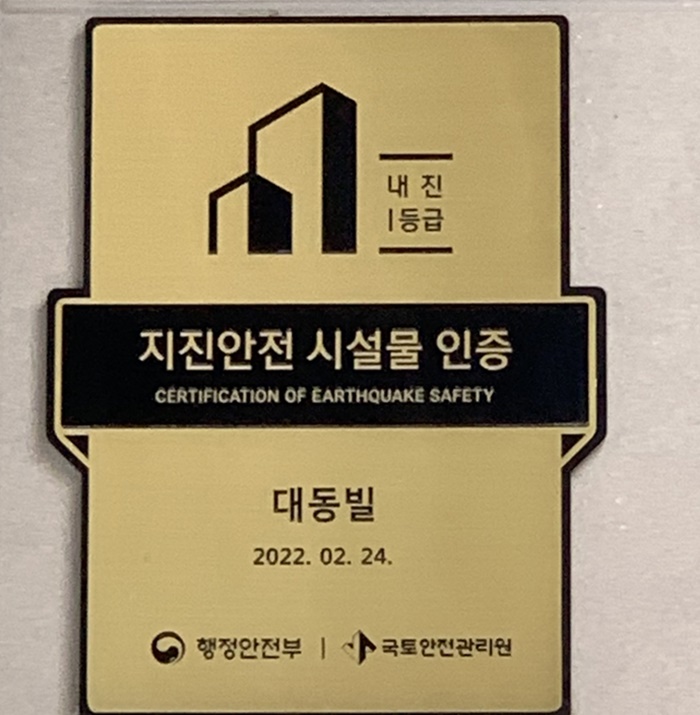 내 진
I등급
지진안전 시설물 인증
CERTIFICATION OF EARTHQUAKE SAFETY
대동빌
2022. 02. 24.
행정안전부 | 국토안전관리원